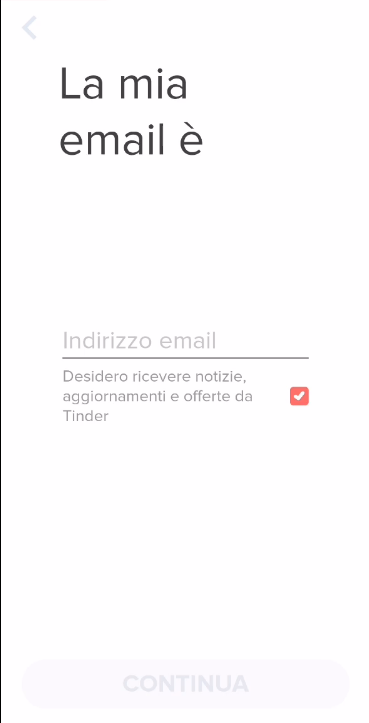 La mia
email è
Indirizzo email
Desidero ricevere notizie,
aggiornamenti e offerte da
Tinder
CONTINUA